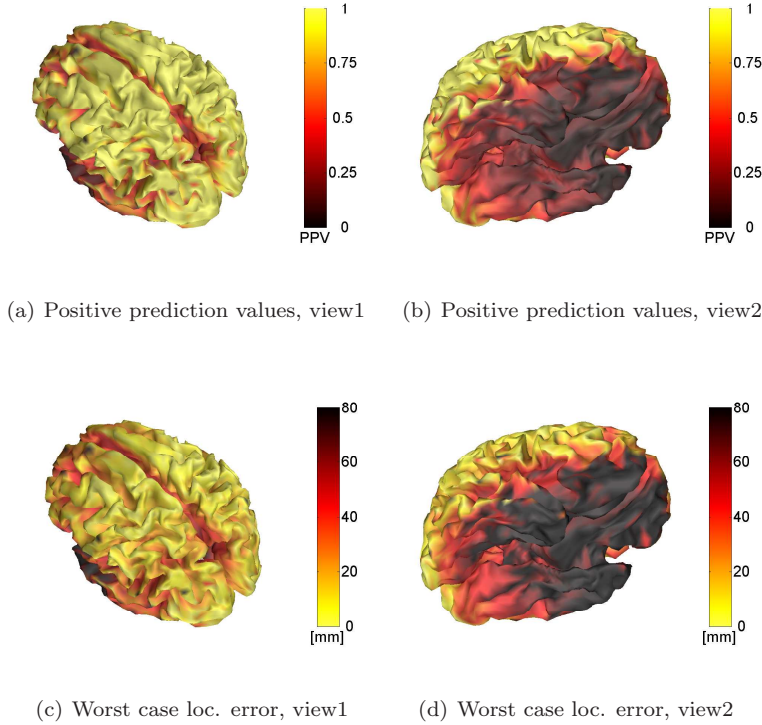 1
0.75
0.5
0.25
0
PPV
1
0.75
0.5
0.25
0
PPV
(a) Positive prediction values, view1
(b) Positive prediction values, view2
80
60
40
20
0
[mm]
80
60
40
20
0
[mm]
(c) Worst case loc. error, view1
(d) Worst case loc. error, view2